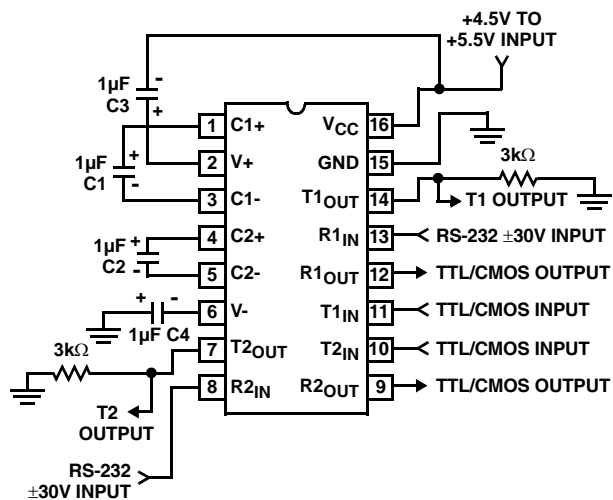 +4.5V TO
+5.5V INPUT
-
1µF
C3
+
1 C1+
VCC 16
+
1µF
C1
-
2 V+
GND 15
3kΩ
3 C1-
T1OUT 14
T1 OUTPUT
4 C2+
R1IN 13
RS-232 ±30V INPUT
+
1µF
C2 -
5 C2-
R1OUT 12
TTL/CMOS OUTPUT
+ -
1µF C4
6 V-
T1IN 11
TTL/CMOS INPUT
3kΩ
7 T2OUT
T2IN 10
TTL/CMOS INPUT
8 R2IN
R2OUT 9
TTL/CMOS OUTPUT
T2
OUTPUT
RS-232
±30V INPUT